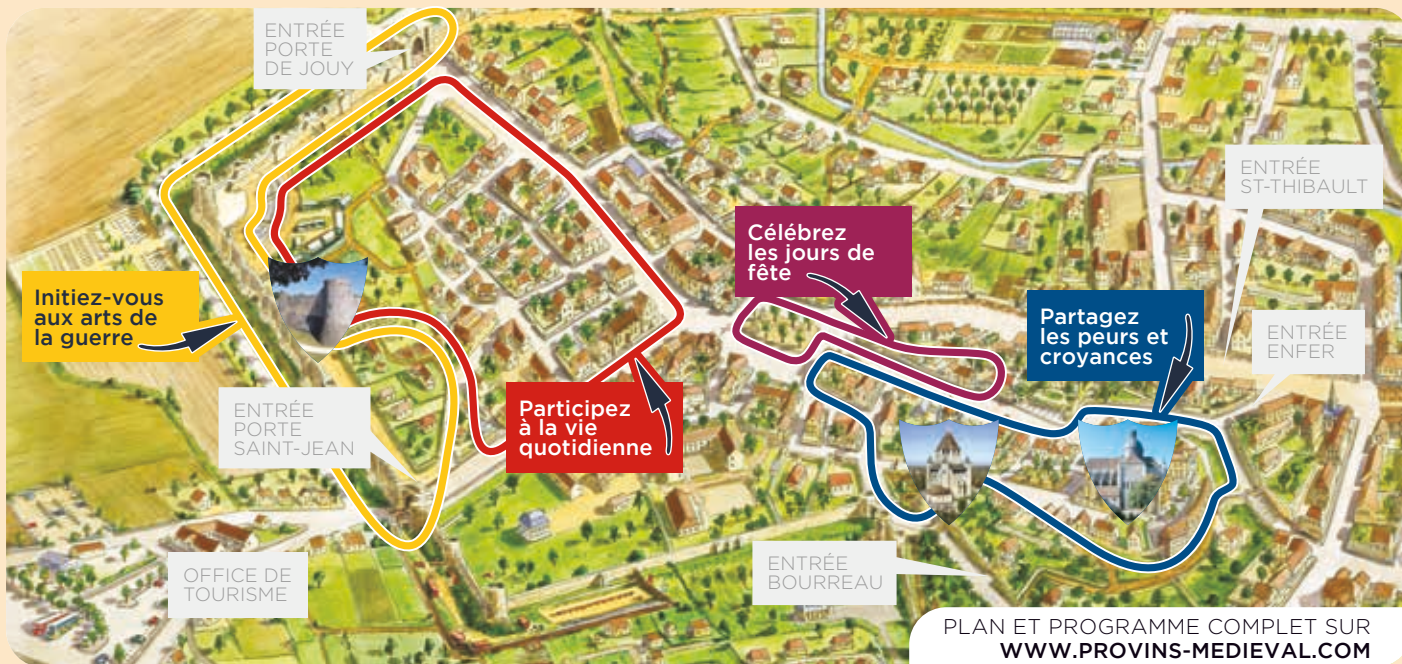 ENTRÉE
PORTE
DE JOUY
ENTRÉE
ST-THIBAULT
Célébrez
les jours de
fête
Initiez-vous
aux arts de
la guerre
Partagez
les peurs et
croyances
ENTRÉE
ENFER
Participez
à la vie
quotidienne
ENTRÉE
PORTE
SAINT-JEAN
ENTRÉE
BOURREAU
OFFICE DE
TOURISME
PLAN ET PROGRAMME COMPLET SUR
WWW.PROVINS-MEDIEVAL.COM